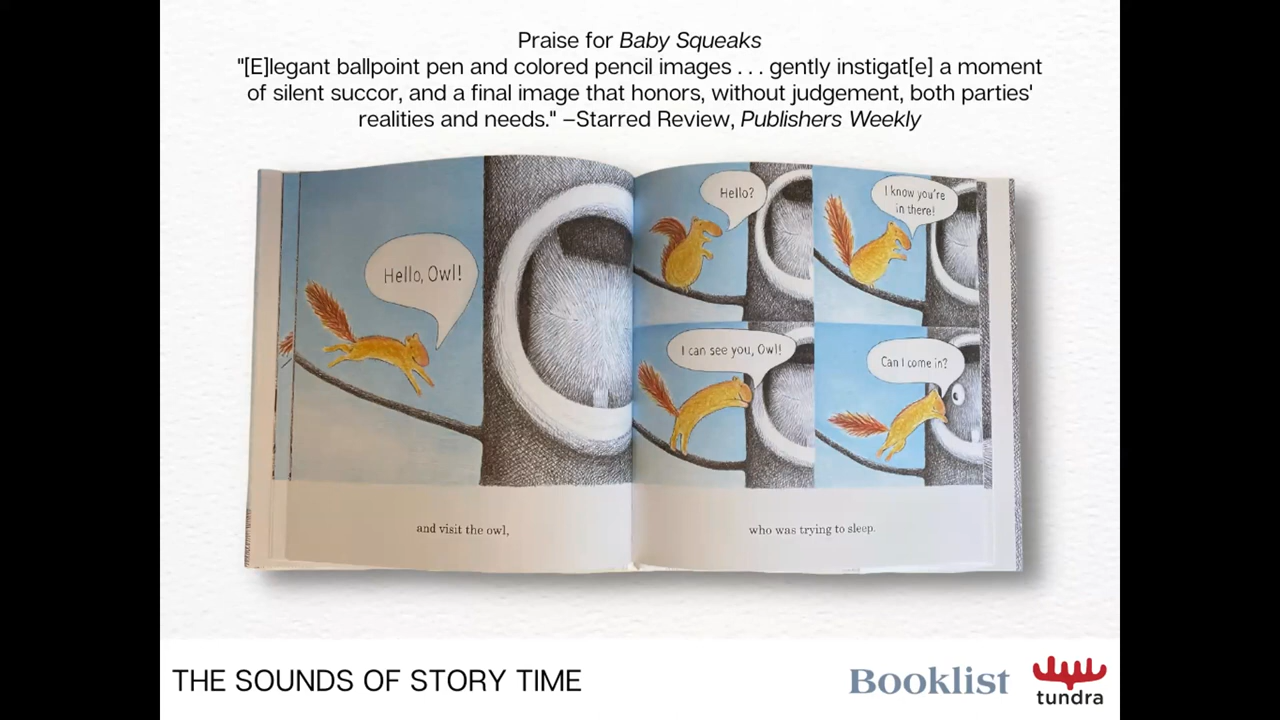 Praise for Baby Squeaks
"[E]legant ballpoint pen and colored pencil images . . . gently instigat[e] a moment
of silent succor, and a final image that honors, without judgement, both parties'
realities and needs." –Starred Review, Publishers Weekly
Hello, Owl!
and visit the owl,
Hello?
I know you're
in there!
I can see you, Owl!
Can I come in?
who was trying to sleep.
THE SOUNDS OF STORY TIME
Booklist
tundra